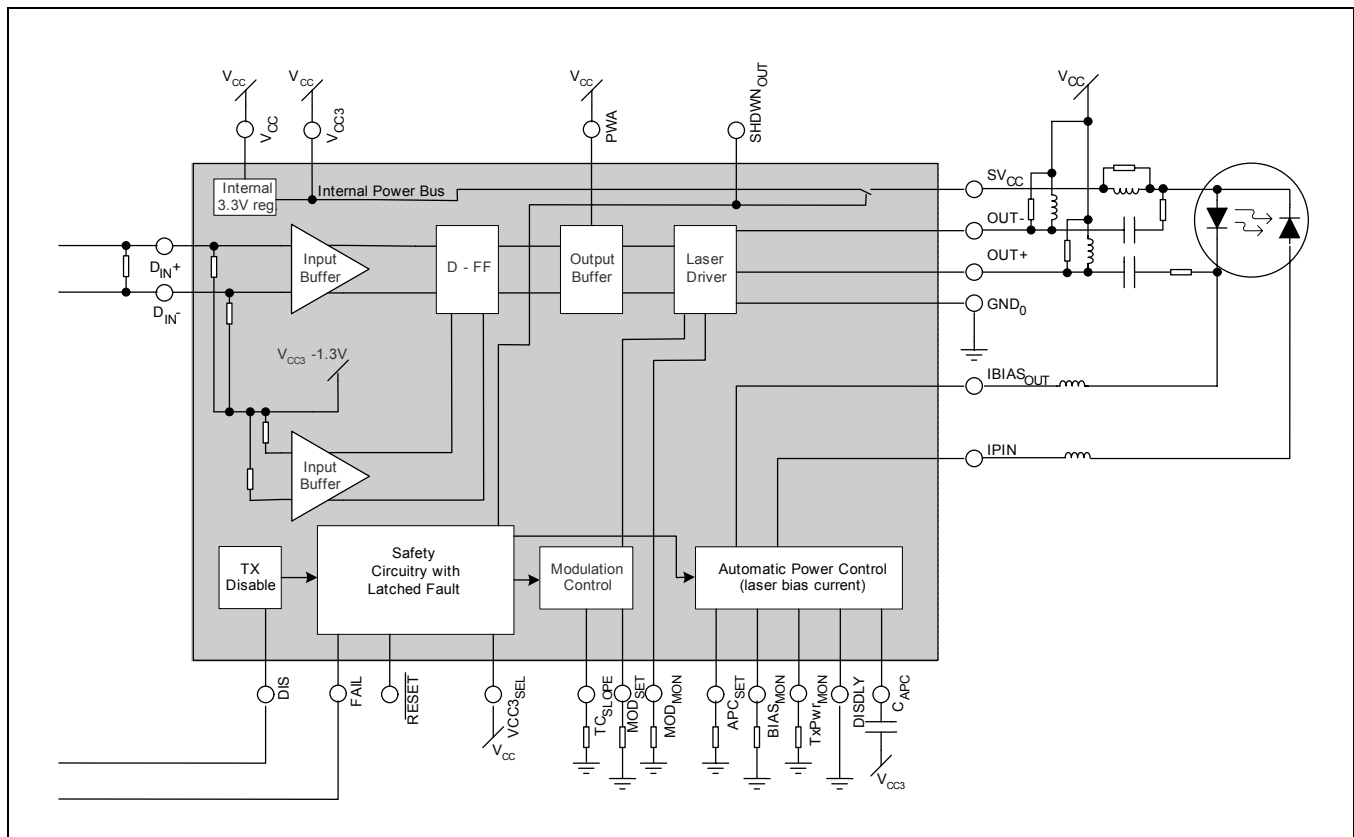 VCC
VCC
VCC
VCC
VCC
VCC3
PWA
SHDWNOUT
Internal
3.3V reg.
Internal Power Bus
SVCC
OUT-
OUT+
GND0
DIN+
DIN-
Input
Buffer
D - FF
Output
Buffer
Laser
Driver
VCC3 -1.3V
IBIASOUT
IPIN
Input
Buffer
TX
Disable
Safety
Circuitry with
Latched Fault
Modulation
Control
Automatic Power Control
(laser bias current)
DIS
FAIL
RESET
VCC3SEL
TCSLOPE
MODSET
MODMON
APCSET
BIASMON
TxPwrMON
DISDLY
CAPC
VCC
VCC3